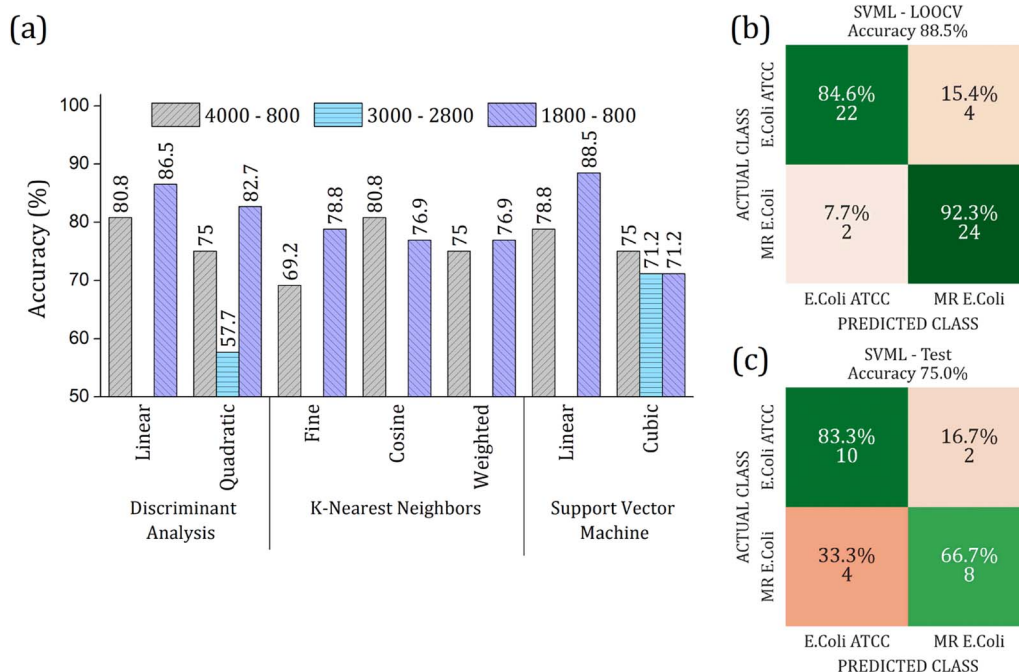 (a)
100
90
80
70
60
50
Accuracy (%)
4000 - 800
3000 - 2800
1800 - 800
80.8
86.5
75
57.7
82.7
69.2
78.8
80.8
76.9
75
76.9
78.8
88.5
75
71.2
71.2
Linear
Quadratic
Fine
Cosine
Weighted
Linear
Cubic
Discriminant
Analysis
K-Nearest Neighbors
Support Vector
Machine
(b)
SVML - LOOCV
Accuracy 88.5%
ACTUAL CLASS
E.Coli ATCC
MR E.Coli
84.6%
22
15.4%
4
7.7%
2
92.3%
24
E.Coli ATCC
MR E.Coli
PREDICTED CLASS
(c)
SVML - Test
Accuracy 75.0%
ACTUAL CLASS
E.Coli ATCC
MR E.Coli
83.3%
10
16.7%
2
33.3%
4
66.7%
8
E.Coli ATCC
MR E.Coli
PREDICTED CLASS